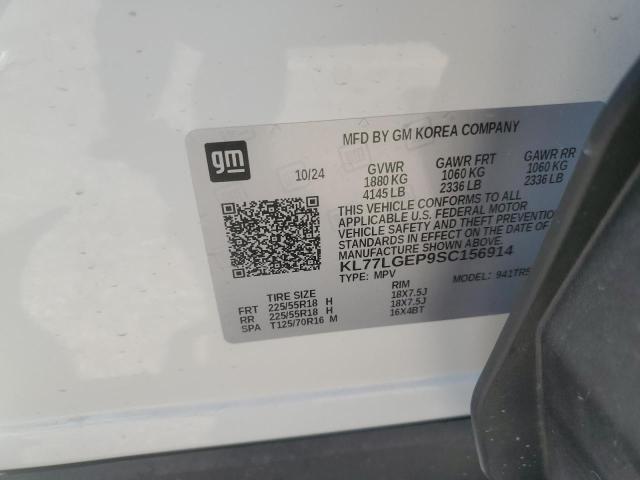 gm
MFD BY GM KOREA COMPANY
10/24
GVWR GAWR FRT GAWR RR
1880 KG 1060 KG 1060 KG
4145 LB 2336 LB 2336 LB
THIS VEHICLE CONFORMS TO ALL
APPLICABLE U.S. FEDERAL MOTOR
VEHICLE SAFETY AND THEFT PREVENTION
STANDARDS IN EFFECT ON THE DATE OF
MANUFACTURE SHOWN ABOVE.
KL77LGEP9SC156914
TYPE: MPV MODEL: 941TR5
TIRE SIZE RIM
FRT 225/55R18 H 18X7.5J
RR 225/55R18 H 18X7.5J
SPA T125/70R16 M 16X4BT